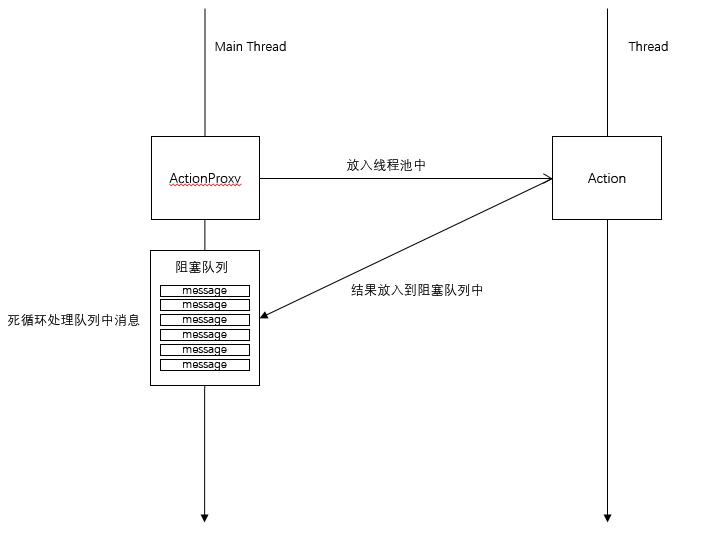 Main Thread
Thread
放入线程池中
ActionProxy
Action
阻塞队列
message
message
message
message
message
message
结果放入到阻塞队列中
死循环处理队列中消息